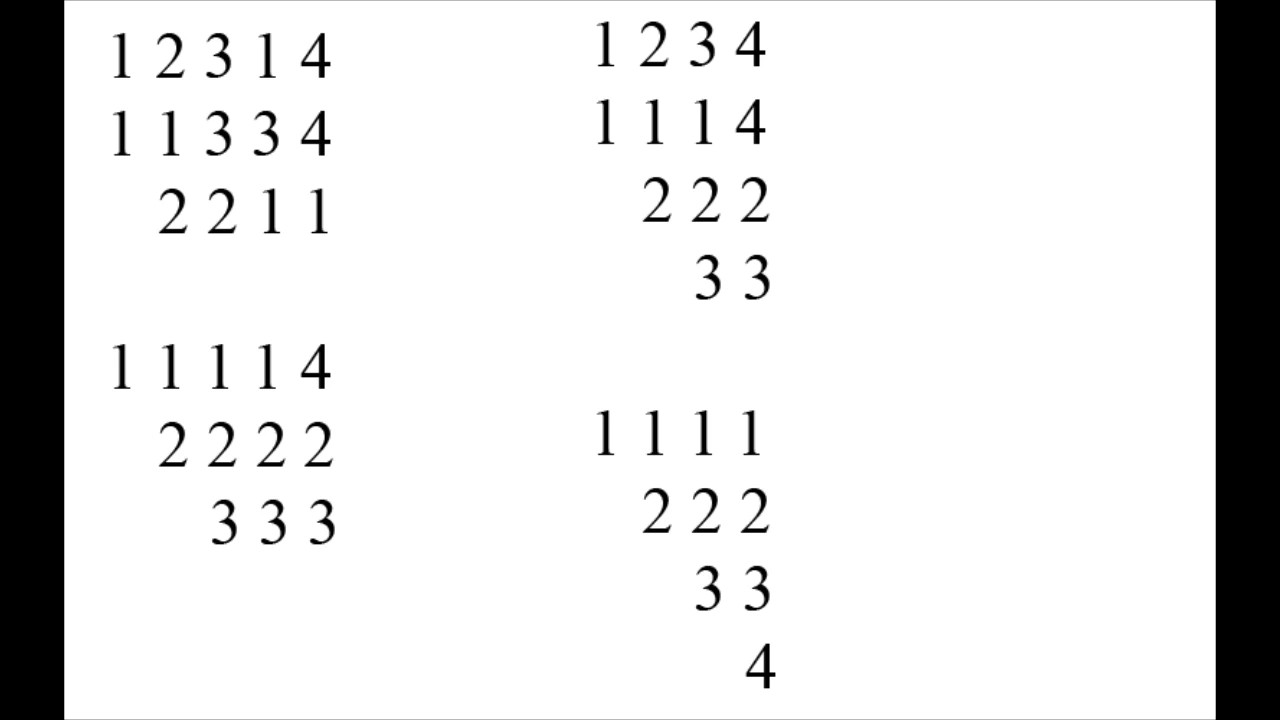 1 2 3 1 4
1 1 3 3 4
2 2 1 1
1 1 1 1 4
2 2 2 2
3 3 3
1 2 3 4
1 1 1 4
2 2 2
3 3
1 1 1 1
2 2 2
3 3
4